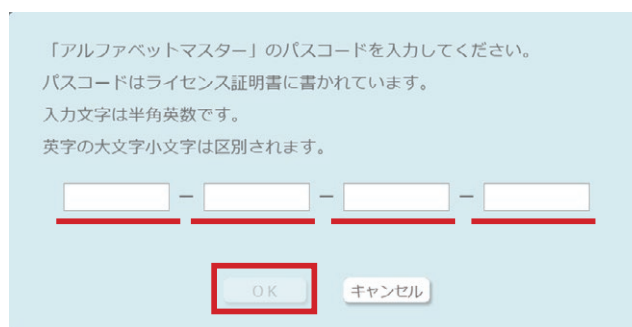 「アルファベットマスター」のパスコードを入力してください。
パスコードはライセンス証明書に書かれています。
入力文字は半角英数です。
英字の大文字小文字は区別されます。
－ － －
OK キャンセル